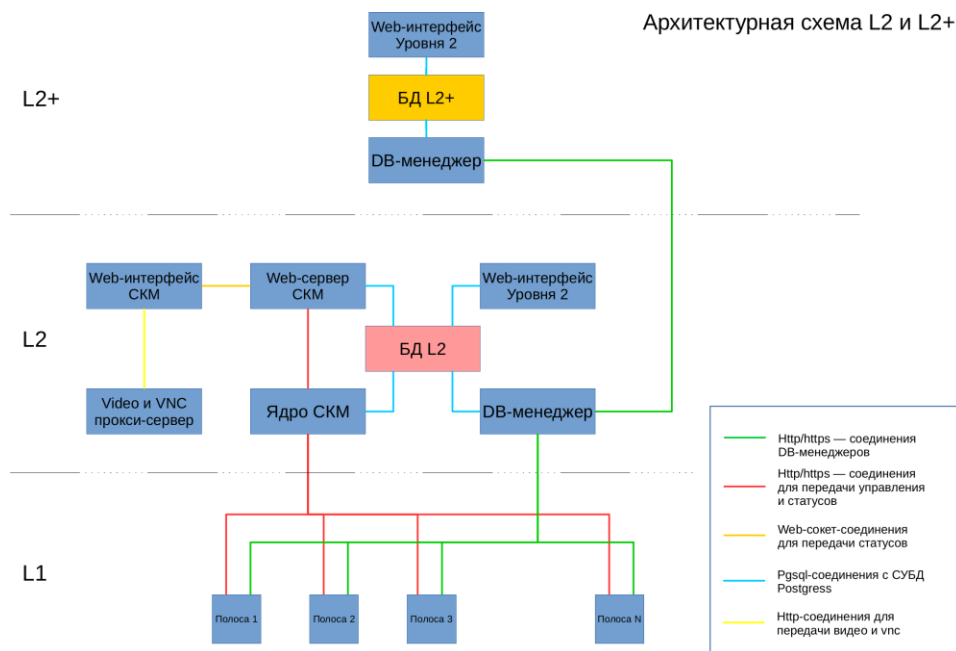 Архитектурная схема L2 и L2+
Web-интерфейс
Уровня 2
L2+
БД L2+
DB-менеджер
Web-интерфейс
СКМ
Web-сервер
СКМ
Web-интерфейс
Уровня 2
L2
БД L2
Video и VNC
прокси-сервер
Ядро СКМ
DB-менеджер
L1
Полоса 1
Полоса 2
Полоса 3
Полоса N
Http/https — соединения
DB-менеджеров
Http/https — соединения
для передачи управления
и статусов
Web-сокет-соединения
для передачи статусов
Pgsql-соединения с СУБД
Postgress
Http-соединения для
передачи видео и vnc